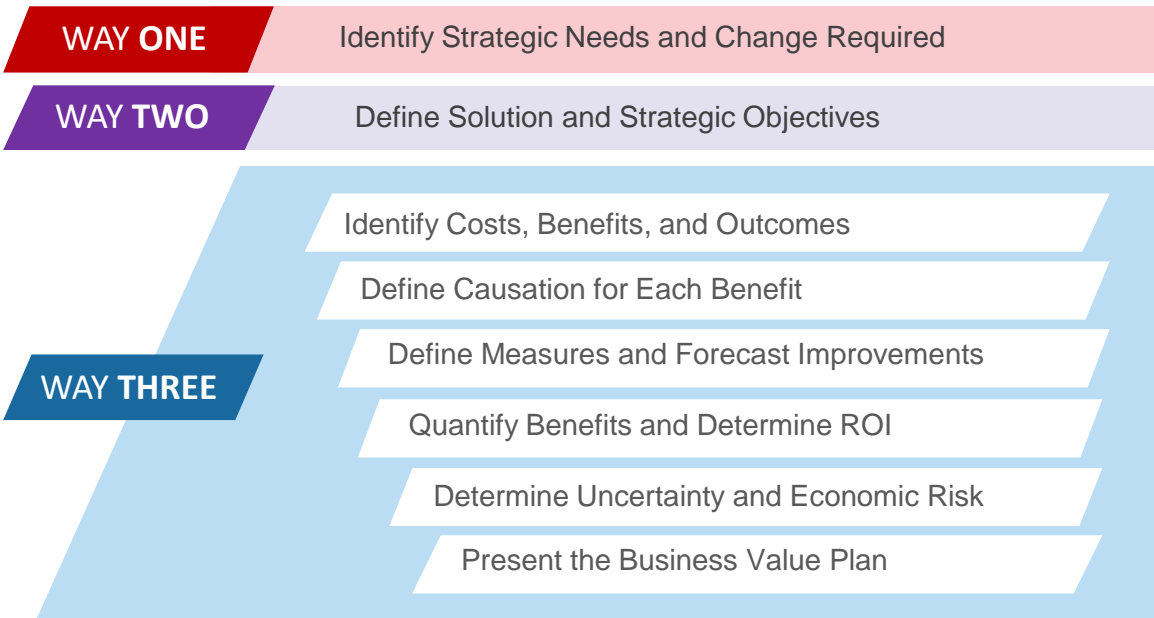 WAY ONE
Identify Strategic Needs and Change Required
WAY TWO
Define Solution and Strategic Objectives
WAY THREE
Identify Costs, Benefits, and Outcomes
Define Causation for Each Benefit
Define Measures and Forecast Improvements
Quantify Benefits and Determine ROI
Determine Uncertainty and Economic Risk
Present the Business Value Plan